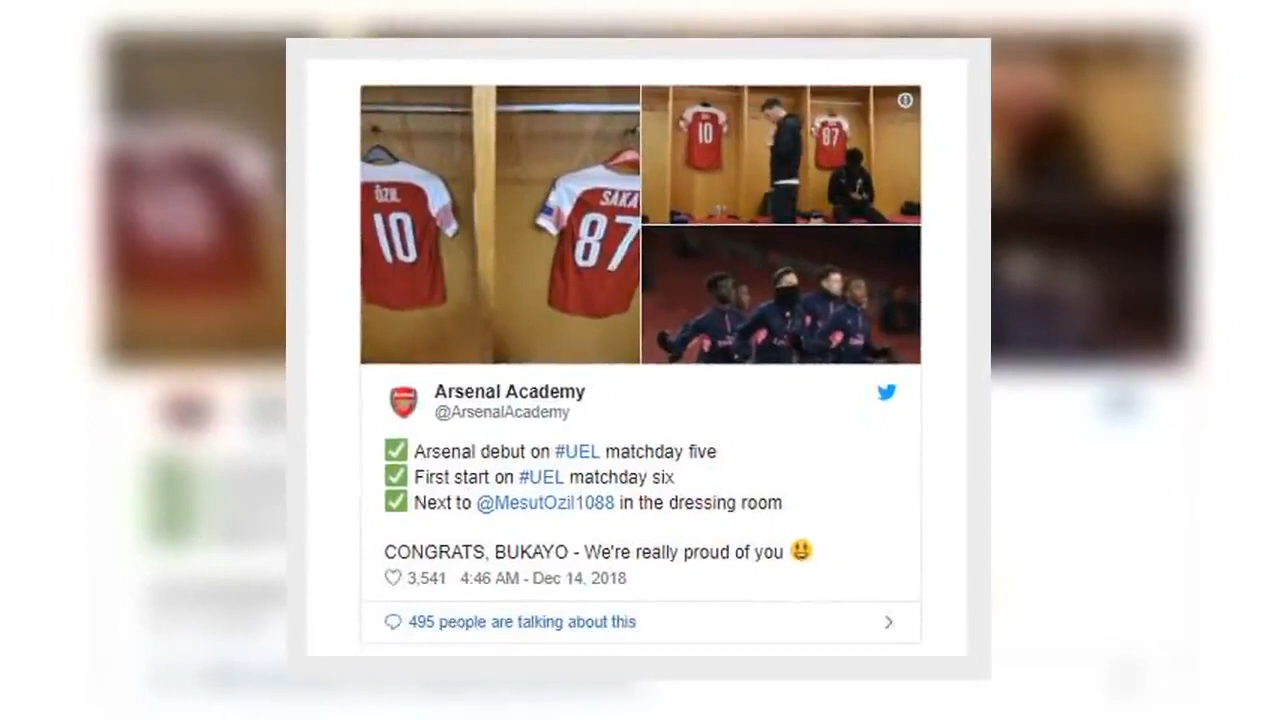 ÖZIL
10
SAKA
87
10
87
Arsenal Academy
@ArsenalAcademy
✅ Arsenal debut on #UEL matchday five
✅ First start on #UEL matchday six
✅ Next to @MesutOzil1088 in the dressing room
CONGRATS, BUKAYO - We're really proud of you 😃
3,541 4:46 AM - Dec 14, 2018
495 people are talking about this